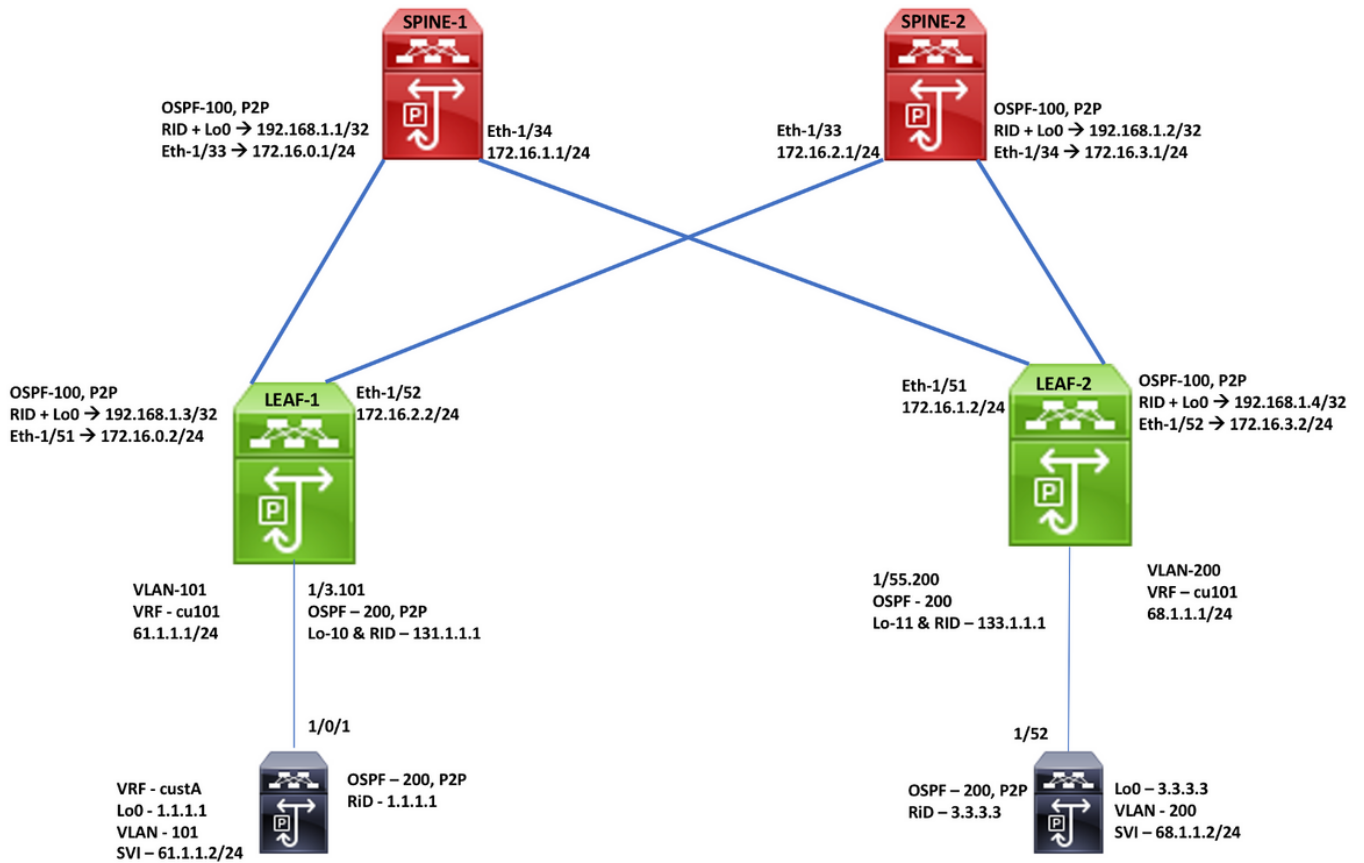 SPINE-1
SPINE-2
OSPF-100, P2P
RID + Lo0 → 192.168.1.1/32
Eth-1/33 → 172.16.0.1/24
P
Eth-1/34
172.16.1.1/24
Eth-1/33
172.16.2.1/24
P
OSPF-100, P2P
RID + Lo0 → 192.168.1.2/32
Eth-1/34 → 172.16.3.1/24
OSPF-100, P2P
RID + Lo0 → 192.168.1.3/32
Eth-1/51 → 172.16.0.2/24
LEAF-1
P
Eth-1/52
172.16.2.2/24
Eth-1/51
172.16.1.2/24
LEAF-2
P
OSPF-100, P2P
RID + Lo0 → 192.168.1.4/32
Eth-1/52 → 172.16.3.2/24
VLAN-101
VRF - cu101
61.1.1.1/24
1/3.101
OSPF – 200, P2P
Lo-10 & RID – 131.1.1.1
1/55.200
OSPF - 200
Lo-11 & RID – 133.1.1.1
VLAN-200
VRF – cu101
68.1.1.1/24
1/0/1
1/52
VRF - custA
Lo0 - 1.1.1.1
VLAN - 101
SVI – 61.1.1.2/24
P
OSPF – 200, P2P
RiD - 1.1.1.1
OSPF – 200, P2P
RiD - 3.3.3.3
P
Lo0 – 3.3.3.3
VLAN - 200
SVI - 68.1.1.2/24